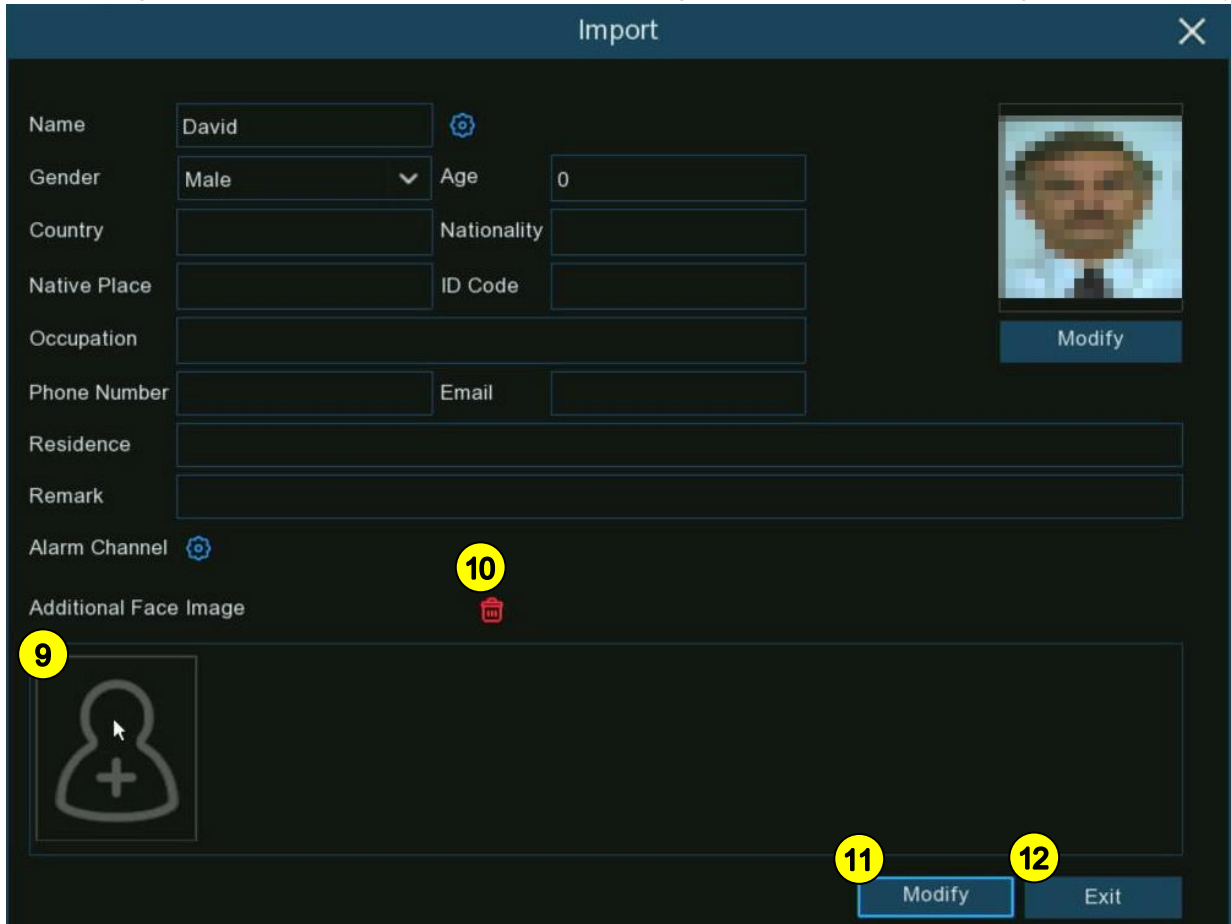 Import
Name David
Gender Male Age 0
Country Nationality
Native Place ID Code
Occupation Modify
Phone Number Email
Residence
Remark
Alarm Channel
10
Additional Face Image
9
11 12
Modify Exit